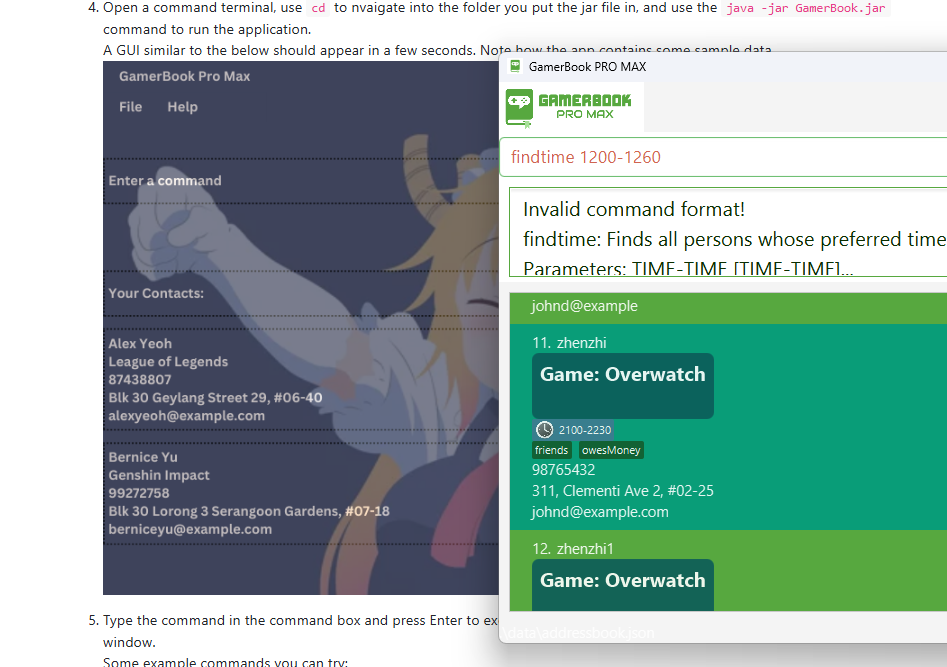 4. Open a command terminal, use cd to nvaigate into the folder you put the jar file in, and use the java -jar GamerBook.jar
command to run the application.
A GUI similar to the below should appear in a few seconds. Note how the app contains some sample data.
GamerBook Pro Max
File Help
Enter a command
Your Contacts:
Alex Yeoh
League of Legends
87438807
Blk 30 Geylang Street 29, #06-40
alexyeoh@example.com
Bernice Yu
Genshin Impact
99272758
Blk 30 Lorong 3 Serangoon Gardens, #07-18
berniceyu@example.com
GamerBook PRO MAX
GAMERBOOK
PRO MAX
findtime 1200-1260
Invalid command format!
findtime: Finds all persons whose preferred time
Parameters: TIME-TIME [TIME-TIME]...
johnd@example
11. zhenzhi
Game: Overwatch
2100-2230
friends owesMoney
98765432
311, Clementi Ave 2, #02-25
johnd@example.com
12. zhenzhi1
Game: Overwatch
\data\addressbook.json
5. Type the command in the command box and press Enter to ex
window.
Some example commands you can try: